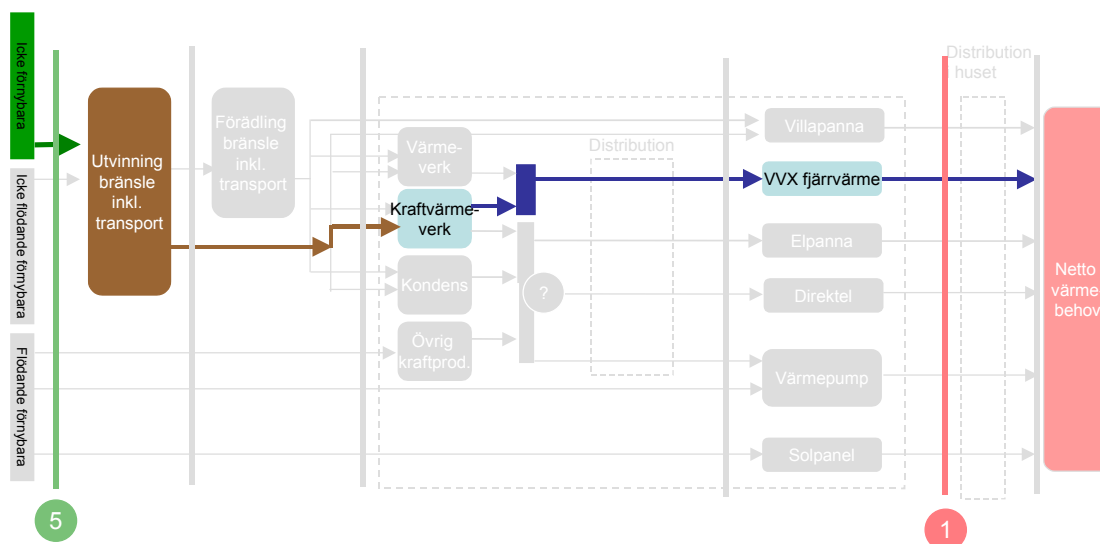 Icke förnybara
Icke flödande förnybara
Flödande förnybara
5
Utvinning
bränsle
inkl.
transport
Förädling
bränsle
inkl.
transport
Värme-
verk
Kraftvärme-
verk
Kondens
Övrig
kraftprod.
?
Distribution
Villapanna
VVX fjärrvärme
Elpanna
Direktel
Värmepump
Solpanel
1
Distribution
huset
Netto
värme
behov